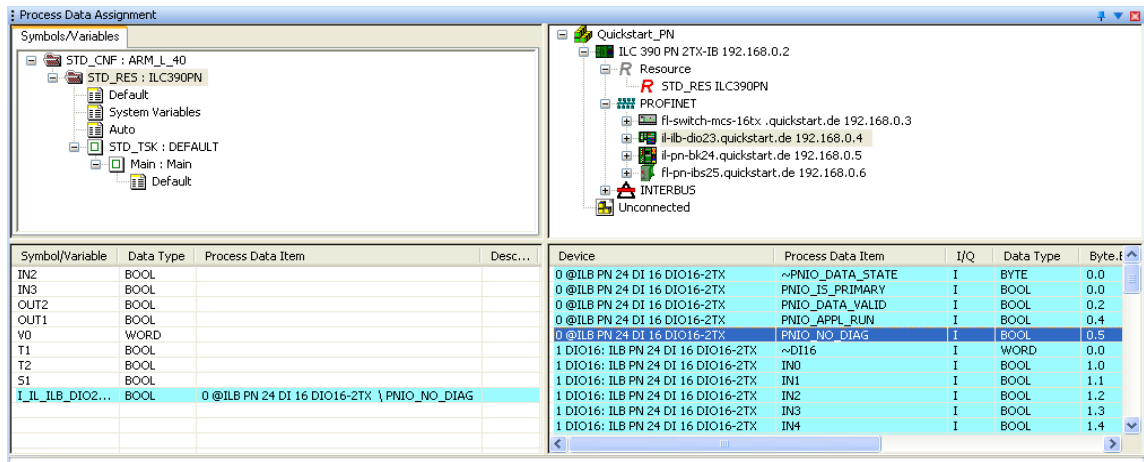 Process Data Assignment
Symbols/Variables
STD_CNF : ARM_L_40
STD_RES : ILC390PN
Default
System Variables
Auto
STD_TSK : DEFAULT
Main : Main
Default
Quickstart_PN
ILC 390 PN 2TX-IB 192.168.0.2
R Resource
R STD_RES ILC390PN
PROFINET
fl-switch-mcs-16tx .quickstart.de 192.168.0.3
il-ilb-dio23.quickstart.de 192.168.0.4
il-pn-bk24.quickstart.de 192.168.0.5
fl-pn-ibs25.quickstart.de 192.168.0.6
INTERBUS
Unconnected
Symbol/Variable Data Type Process Data Item Desc...
IN2 BOOL
IN3 BOOL
OUT2 BOOL
OUT1 BOOL
V0 WORD
T1 BOOL
T2 BOOL
S1 BOOL
I_IL_ILB_DIO2... BOOL 0 @ILB PN 24 DI 16 DIO16-2TX \ PNIO_NO_DIAG
Device Process Data Item I/Q Data Type Byte.
0 @ILB PN 24 DI 16 DIO16-2TX ~PNIO_DATA_STATE I BYTE 0.0
0 @ILB PN 24 DI 16 DIO16-2TX PNIO_IS_PRIMARY I BOOL 0.0
0 @ILB PN 24 DI 16 DIO16-2TX PNIO_DATA_VALID I BOOL 0.2
0 @ILB PN 24 DI 16 DIO16-2TX PNIO_APPL_RUN I BOOL 0.4
0 @ILB PN 24 DI 16 DIO16-2TX PNIO_NO_DIAG I BOOL 0.5
1 DIO16: ILB PN 24 DI 16 DIO16-2TX ~DI16 I WORD 0.0
1 DIO16: ILB PN 24 DI 16 DIO16-2TX IN0 I BOOL 1.0
1 DIO16: ILB PN 24 DI 16 DIO16-2TX IN1 I BOOL 1.1
1 DIO16: ILB PN 24 DI 16 DIO16-2TX IN2 I BOOL 1.2
1 DIO16: ILB PN 24 DI 16 DIO16-2TX IN3 I BOOL 1.3
1 DIO16: ILB PN 24 DI 16 DIO16-2TX IN4 I BOOL 1.4